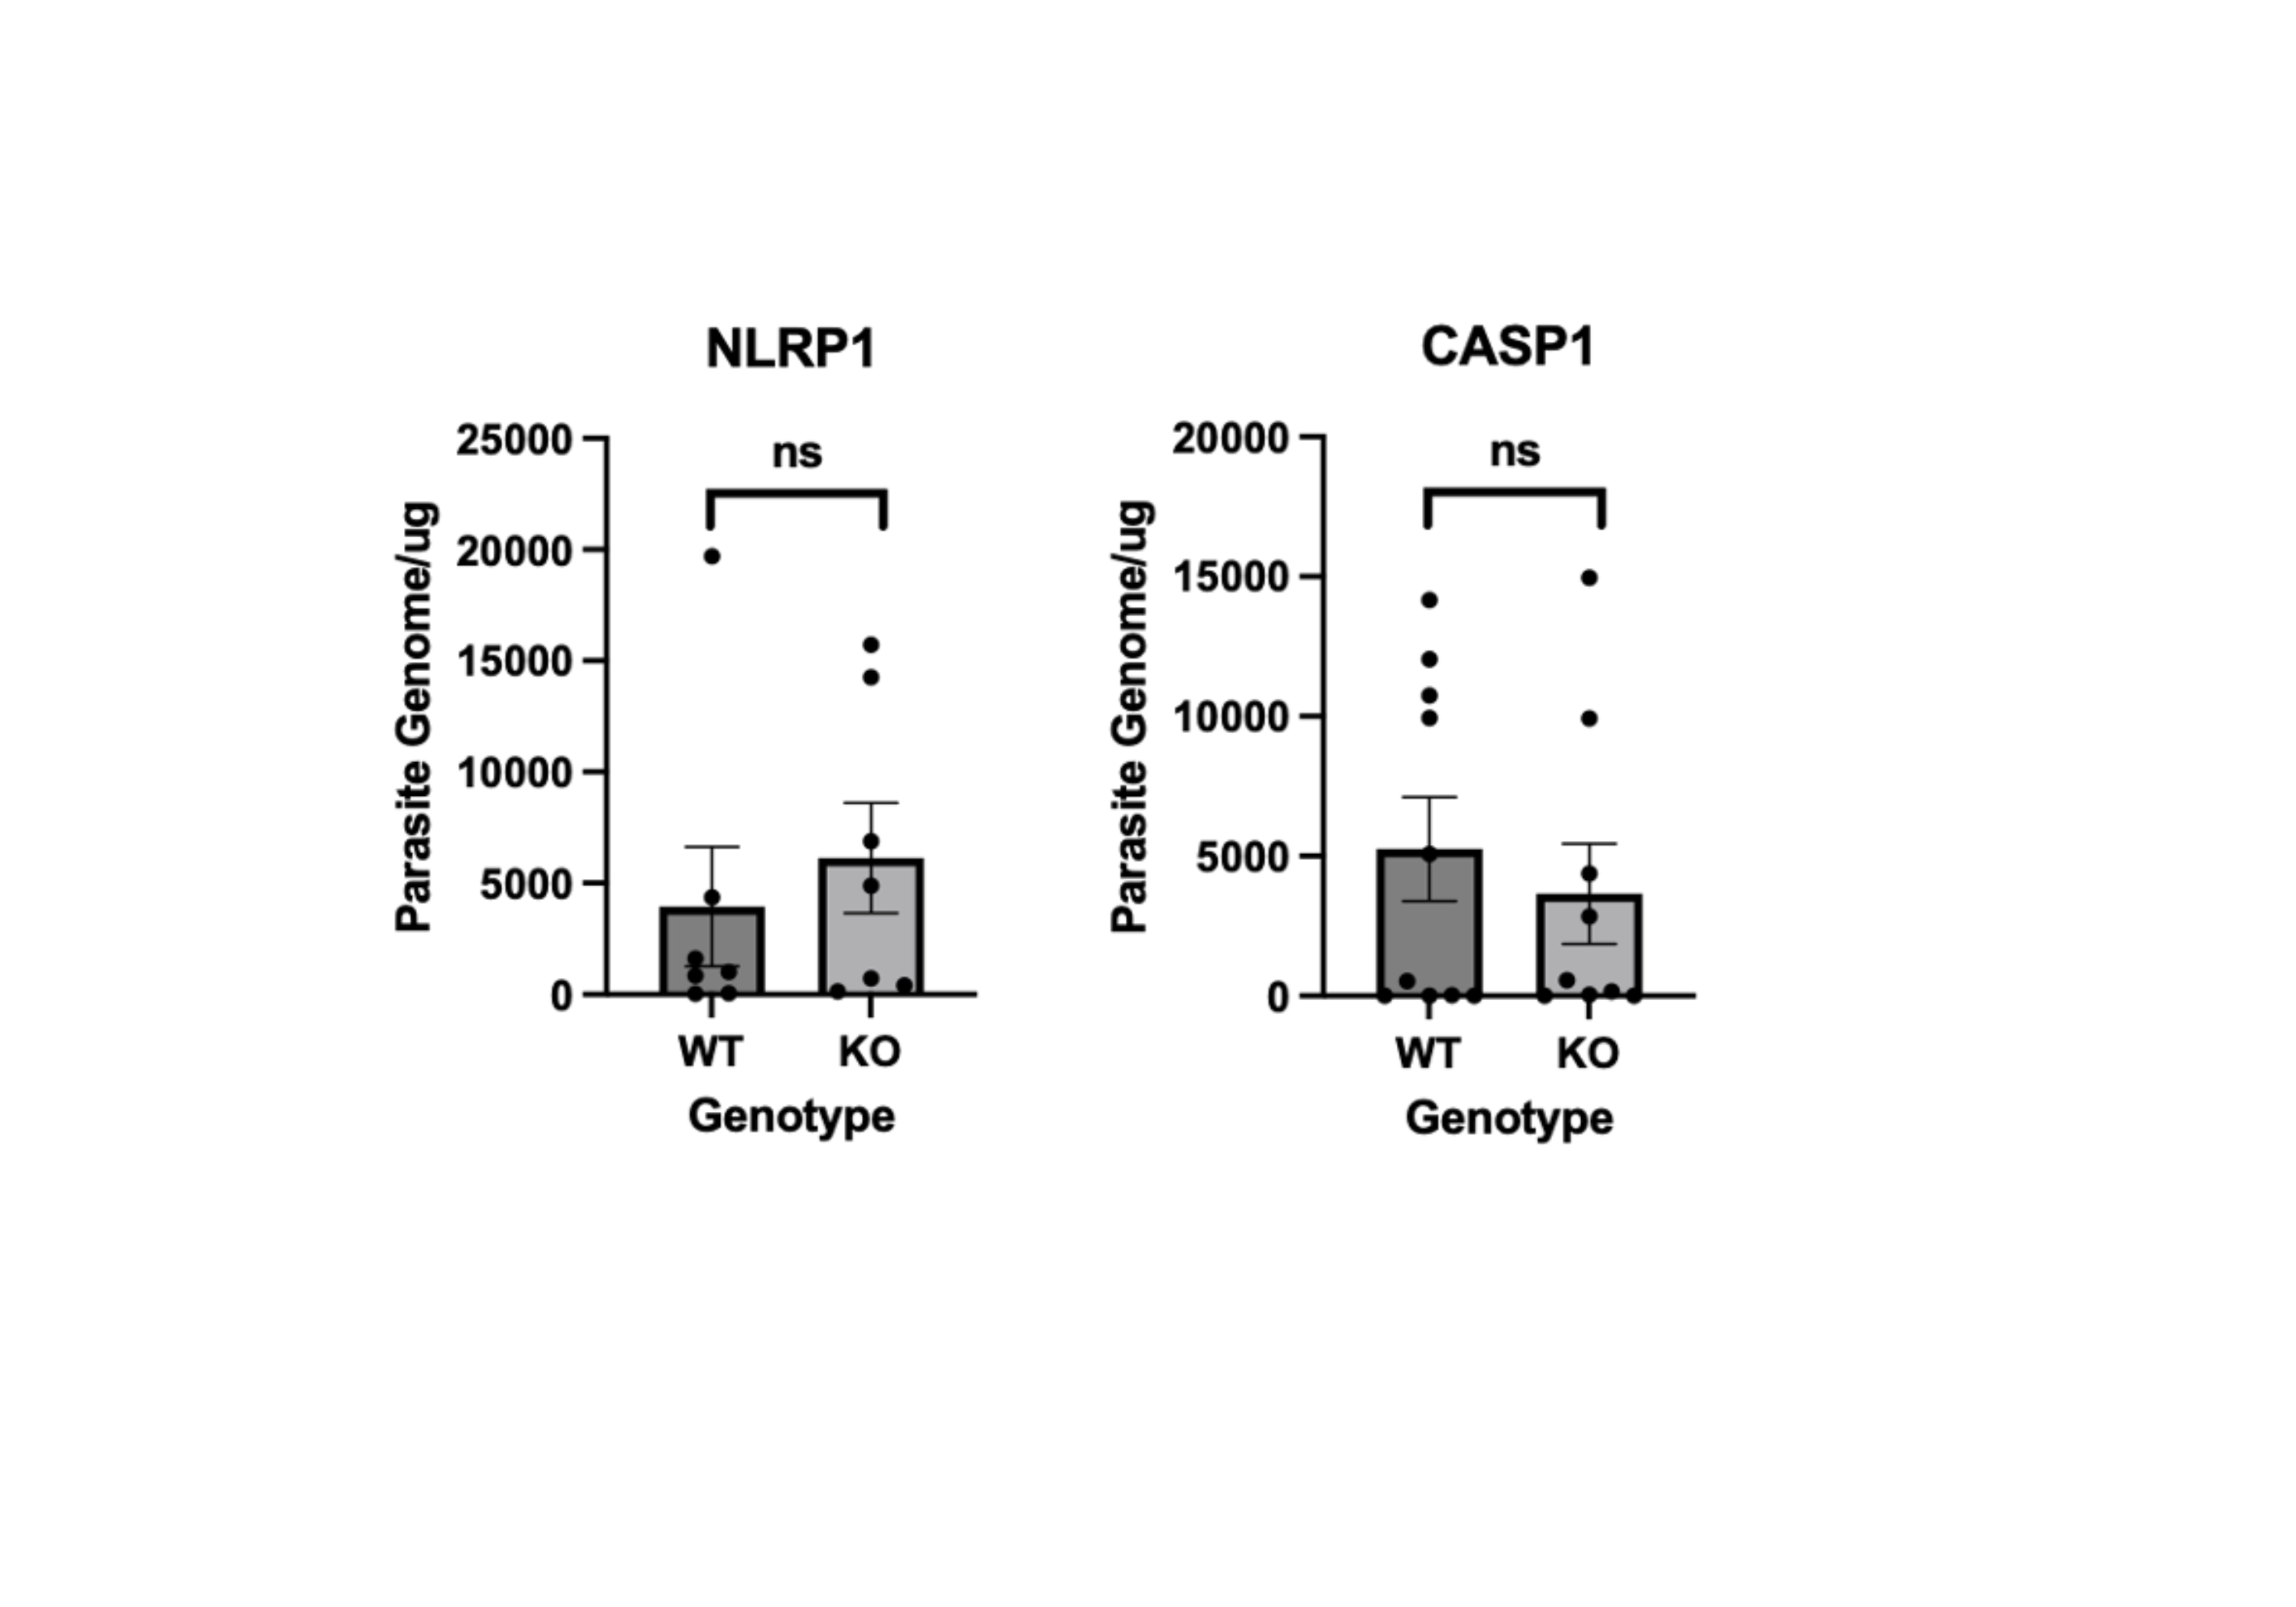 NLRP1
25000
20000
15000
10000
5000
0
Parasite Genome/ug
ns
WT
KO
Genotype
CASP1
20000
15000
10000
5000
0
Parasite Genome/ug
ns
WT
KO
Genotype